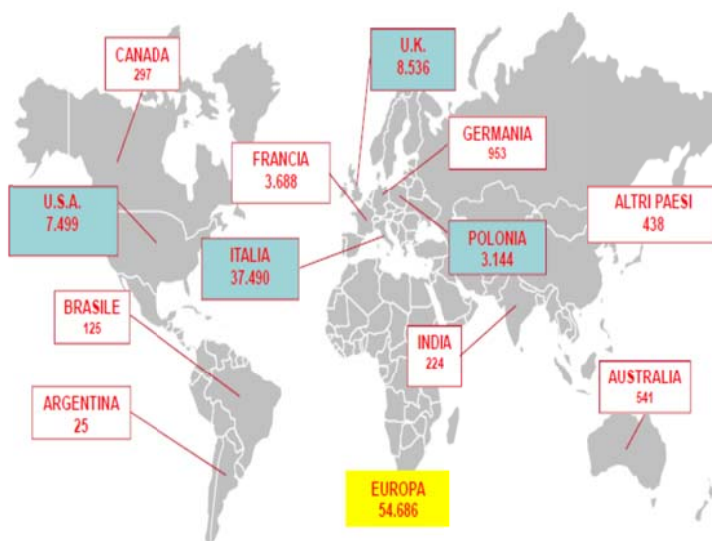 CANADA
297
U.K.
8.536
GERMANIA
953
FRANCIA
3.688
U.S.A.
7.499
ALTRI PAESI
438
ITALIA
37.490
POLONIA
3.144
BRASILE
125
INDIA
224
AUSTRALIA
541
ARGENTINA
25
EUROPA
54.686